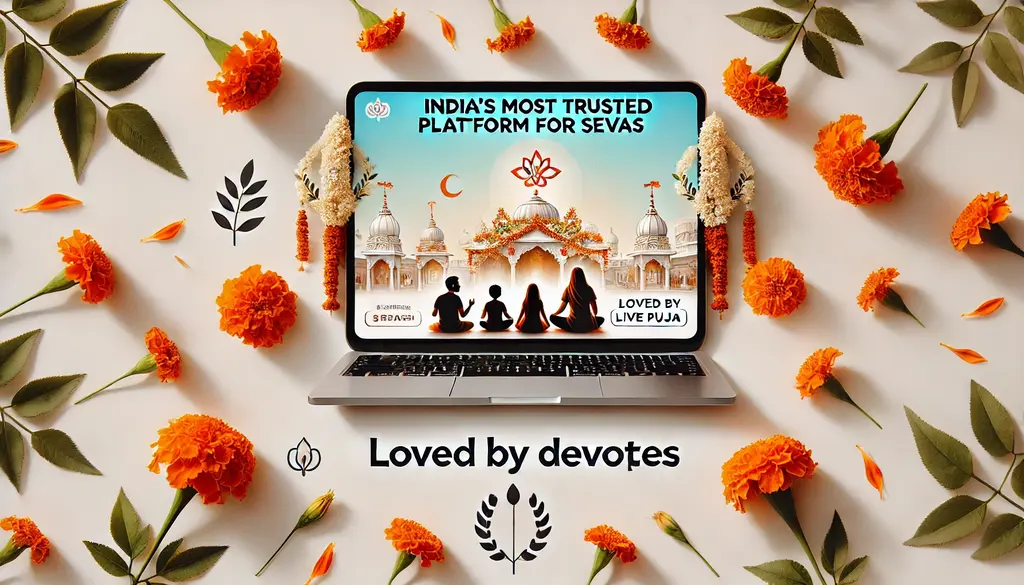 INDIA'S MOST TRUSTED
PLATFORM FOR SEVAS
LOVED BY
LIVE PUJA
Loved by devotes